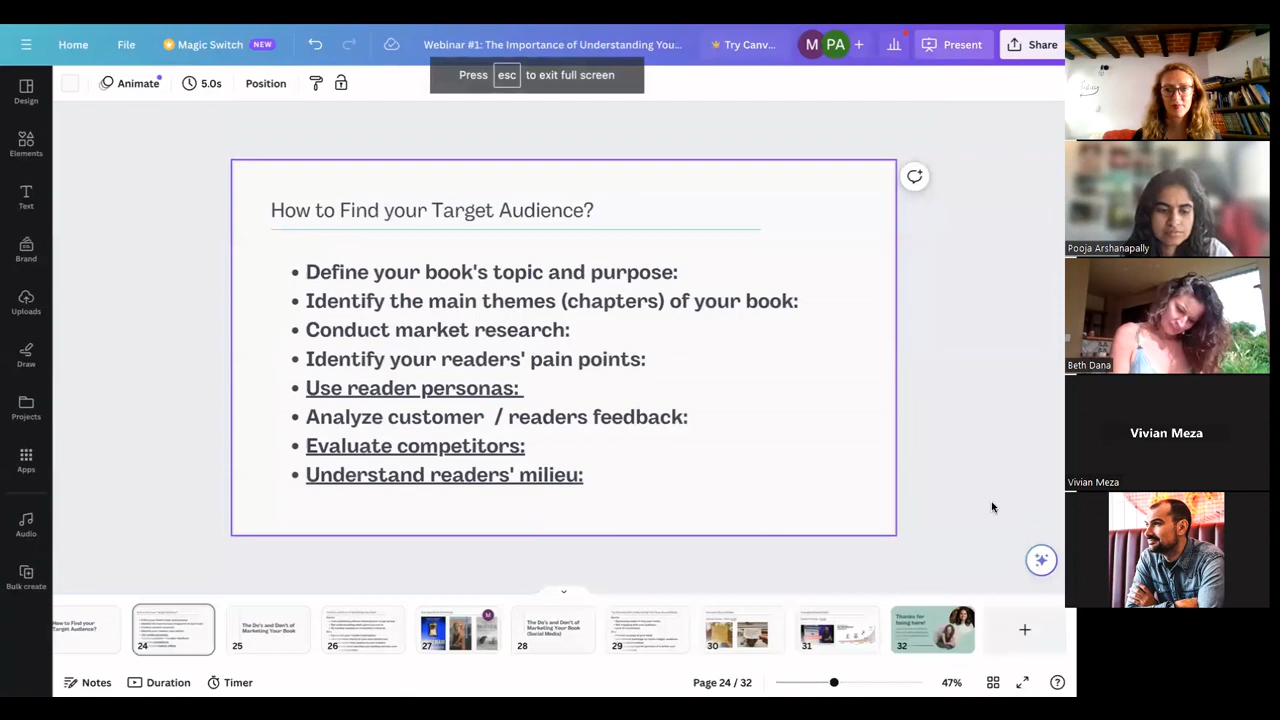 Home
File
Magic Switch
NEW
Webinar #1: The Importance of Understanding You...
Try Canv...
M
PA
+
Present
Share
Press esc to exit full screen
Animate
5.0s
Position
Design
Elements
Text
Brand
Uploads
Draw
Projects
Apps
Audio
Bulk create
How to Find your Target Audience?
• Define your book's topic and purpose:
• Identify the main themes (chapters) of your book:
• Conduct market research:
• Identify your readers' pain points:
• Use reader personas:
• Analyze customer / readers feedback:
• Evaluate competitors:
• Understand readers' milieu:
Pooja Arshanapally
Beth Dana
Vivian Meza
Vivian Meza
How to Find your
Target Audience?
24
The Do's and Don't of
Marketing Your Book
25
26
M
27
The Do's and Don't of
Marketing Your Book
(Social Media)
28
29
30
31
Thanks for
being here!
32
+
Notes
Duration
Timer
Page 24 / 32
47%
?